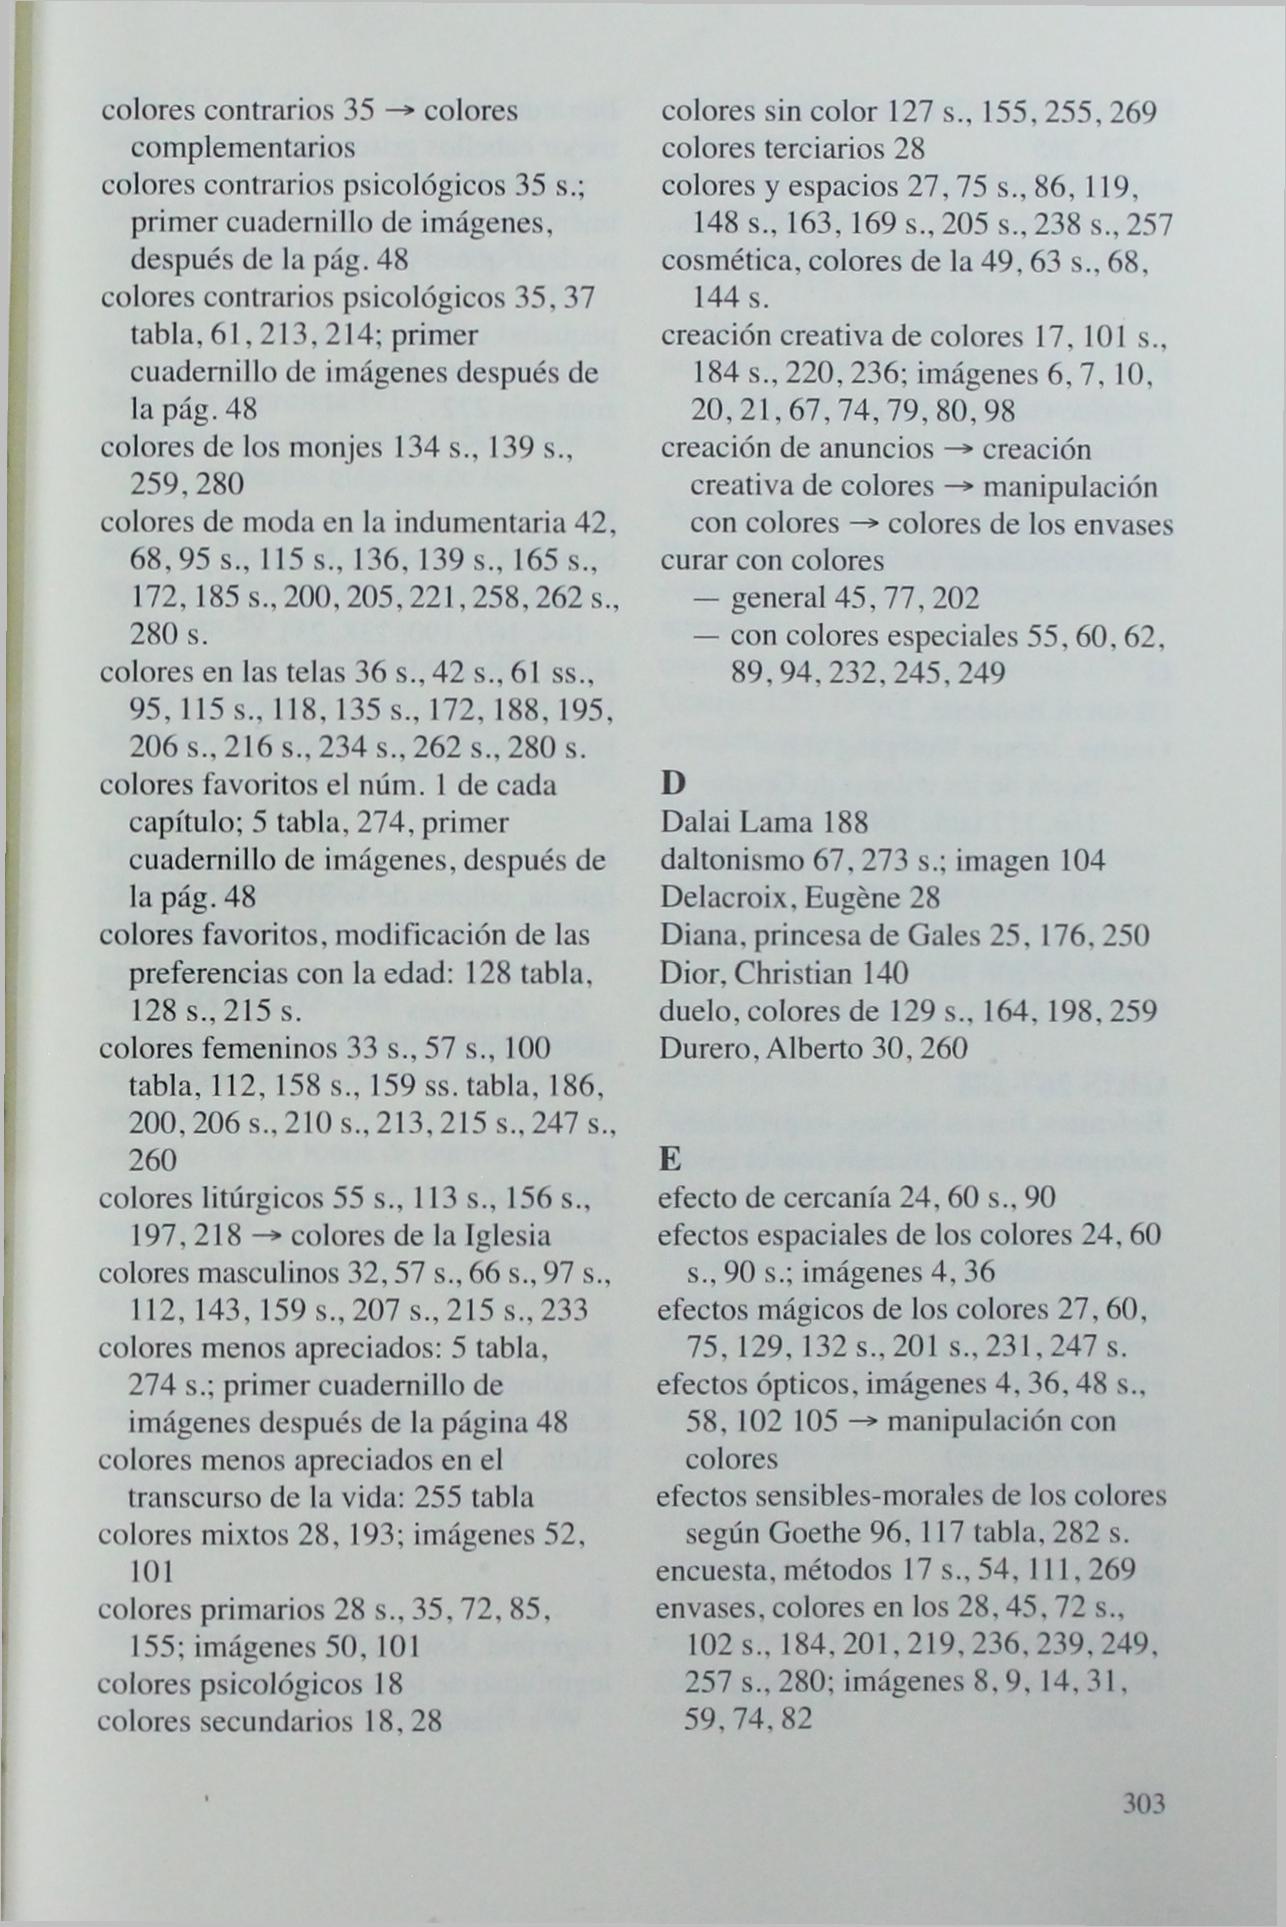 colores contrarios 35 → colores
complementarios
colores contrarios psicológicos 35 s.;
primer cuadernillo de imágenes,
después de la pág. 48
colores contrarios psicológicos 35, 37
tabla, 61, 213, 214; primer
cuadernillo de imágenes después de
la pág. 48
colores de los monjes 134 s., 139 s.,
259, 280
colores de moda en la indumentaria 42,
68, 95 s., 115 s., 136, 139 s., 165 s.,
172, 185 s., 200, 205, 221, 258, 262 s.,
280 s.
colores en las telas 36 s., 42 s., 61 ss.,
95, 115 s., 118, 135 s., 172, 188, 195,
206 s., 216 s., 234 s., 262 s., 280 s.
colores favoritos el núm. 1 de cada
capítulo; 5 tabla, 274, primer
cuadernillo de imágenes, después de
la pág. 48
colores favoritos, modificación de las
preferencias con la edad: 128 tabla,
128 s., 215 s.
colores femeninos 33 s., 57 s., 100
tabla, 112, 158 s., 159 ss. tabla, 186,
200, 206 s., 210 s., 213, 215 s., 247 s.,
260
colores litúrgicos 55 s., 113 s., 156 s.,
197, 218 → colores de la Iglesia
colores masculinos 32, 57 s., 66 s., 97 s.,
112, 143, 159 s., 207 s., 215 s., 233
colores menos apreciados: 5 tabla,
274 s.; primer cuadernillo de
imágenes después de la página 48
colores menos apreciados en el
transcurso de la vida: 255 tabla
colores mixtos 28, 193; imágenes 52,
101
colores primarios 28 s., 35, 72, 85,
155; imágenes 50, 101
colores psicológicos 18
colores secundarios 18, 28
colores sin color 127 s., 155, 255, 269
colores terciarios 28
colores y espacios 27, 75 s., 86, 119,
148 s., 163, 169 s., 205 s., 238 s., 257
cosmética, colores de la 49, 63 s., 68,
144 s.
creación creativa de colores 17, 101 s.,
184 s., 220, 236; imágenes 6, 7, 10,
20, 21, 67, 74, 79, 80, 98
creación de anuncios → creación
creativa de colores → manipulación
con colores → colores de los envases
curar con colores
— general 45, 77, 202
— con colores especiales 55, 60, 62,
89, 94, 232, 245, 249
D
Dalai Lama 188
daltonismo 67, 273 s.; imagen 104
Delacroix, Eugène 28
Diana, princesa de Gales 25, 176, 250
Dior, Christian 140
duelo, colores de 129 s., 164, 198, 259
Durero, Alberto 30, 260
E
efecto de cercanía 24, 60 s., 90
efectos espaciales de los colores 24, 60
s., 90 s.; imágenes 4, 36
efectos mágicos de los colores 27, 60,
75, 129, 132 s., 201 s., 231, 247 s.
efectos ópticos, imágenes 4, 36, 48 s.,
58, 102 105 → manipulación con
colores
efectos sensibles-morales de los colores
según Goethe 96, 117 tabla, 282 s.
encuesta, métodos 17 s., 54, 111, 269
envases, colores en los 28, 45, 72 s.,
102 s., 184, 201, 219, 236, 239, 249,
257 s., 280; imágenes 8, 9, 14, 31,
59, 74, 82
303